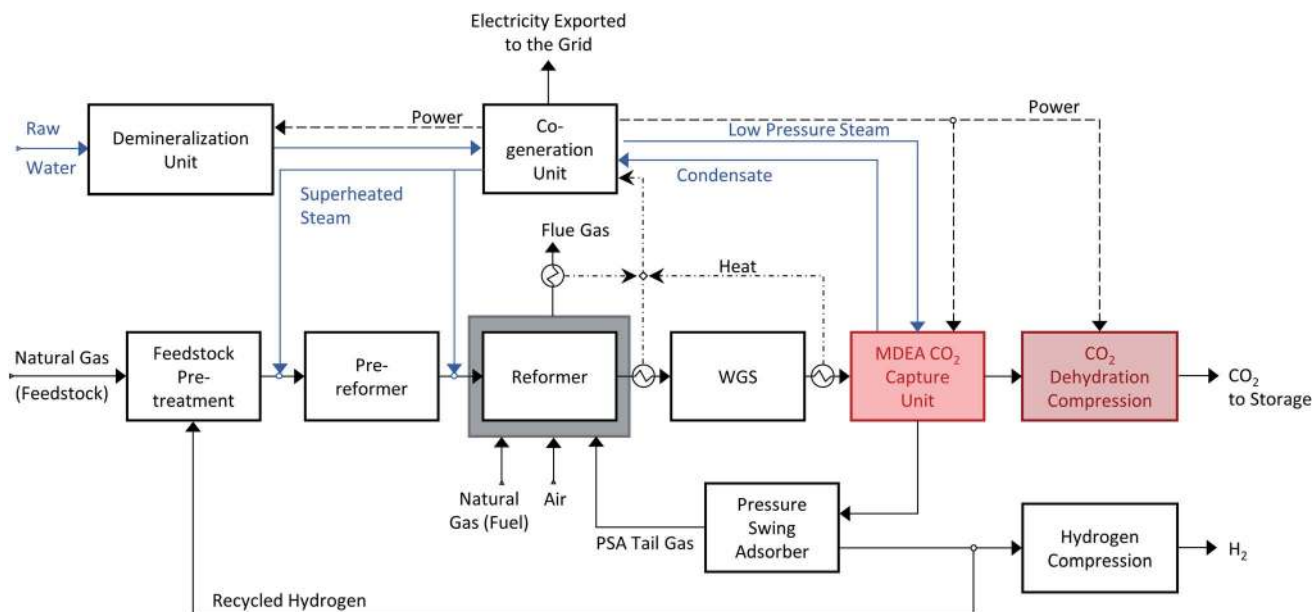 Electricity Exported
to the Grid
Raw
Water
Demineralization
Unit
Power
Co-
generation
Unit
Power
Low Pressure Steam
Condensate
Superheated
Steam
Flue Gas
Heat
Natural Gas
(Feedstock)
Feedstock
Pre-
treatment
Pre-
reformer
Reformer
WGS
MDEA CO₂
Capture
Unit
CO₂
Dehydration
Compression
CO₂
to Storage
Natural
Gas (Fuel)
Air
PSA Tail Gas
Pressure
Swing
Adsorber
Hydrogen
Compression
H₂
Recycled Hydrogen